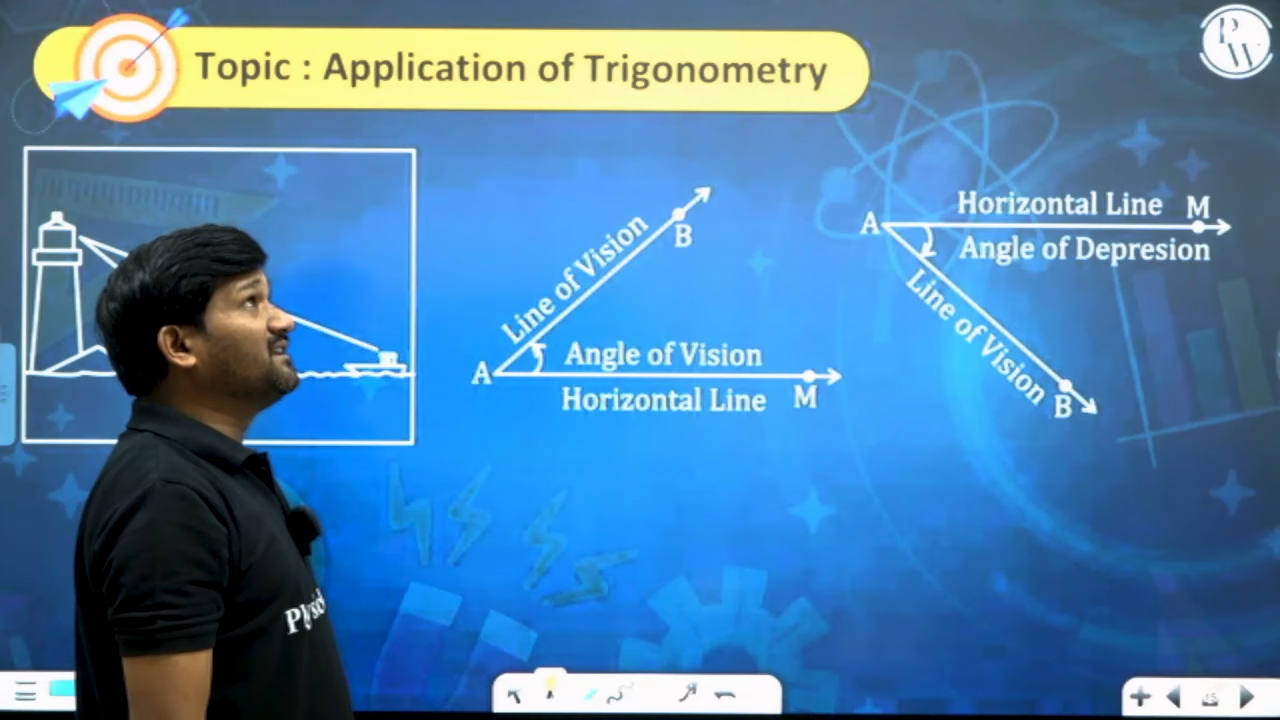 Topic : Application of Trigonometry
PW
Line of Vision
B
A
Angle of Vision
Horizontal Line
M
Horizontal Line
M
A
Angle of Depresion
Line of Vision
B